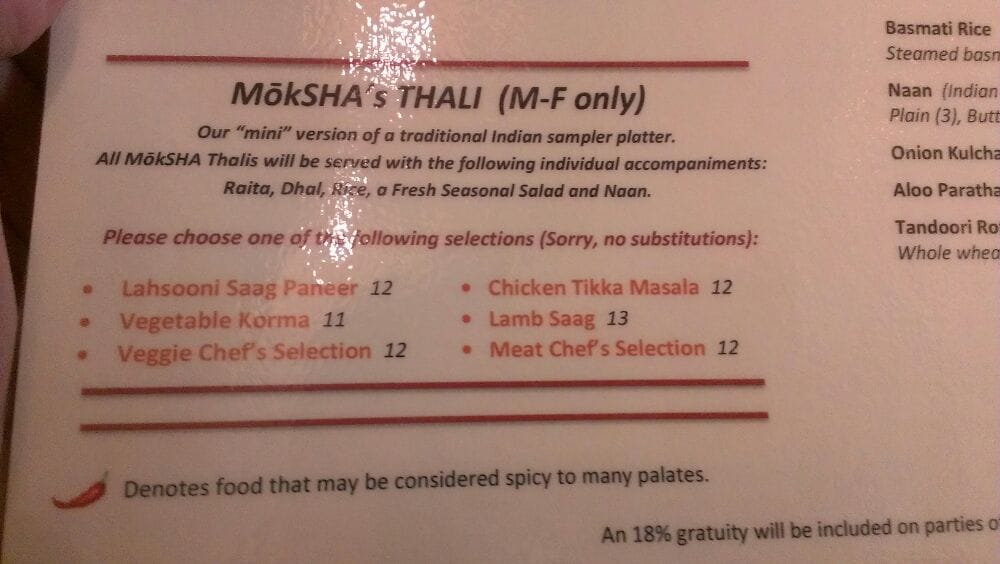 MōkSHA's THALI (M-F only)
Our “mini” version of a traditional Indian sampler platter.
All MōkSHA Thalis will be served with the following individual accompaniments:
Raita, Dhal, Rice, a Fresh Seasonal Salad and Naan.
Please choose one of the following selections (Sorry, no substitutions):
• Lahsooni Saag Paneer 12
• Vegetable Korma 11
• Veggie Chef's Selection 12
• Chicken Tikka Masala 12
• Lamb Saag 13
• Meat Chef's Selection 12
Denotes food that may be considered spicy to many palates.
An 18% gratuity will be included on parties
Basmati Rice
Steamed
Naan (Indian
Plain (3),
Onion Kulcha
Aloo Paratha
Tandoori
Whole